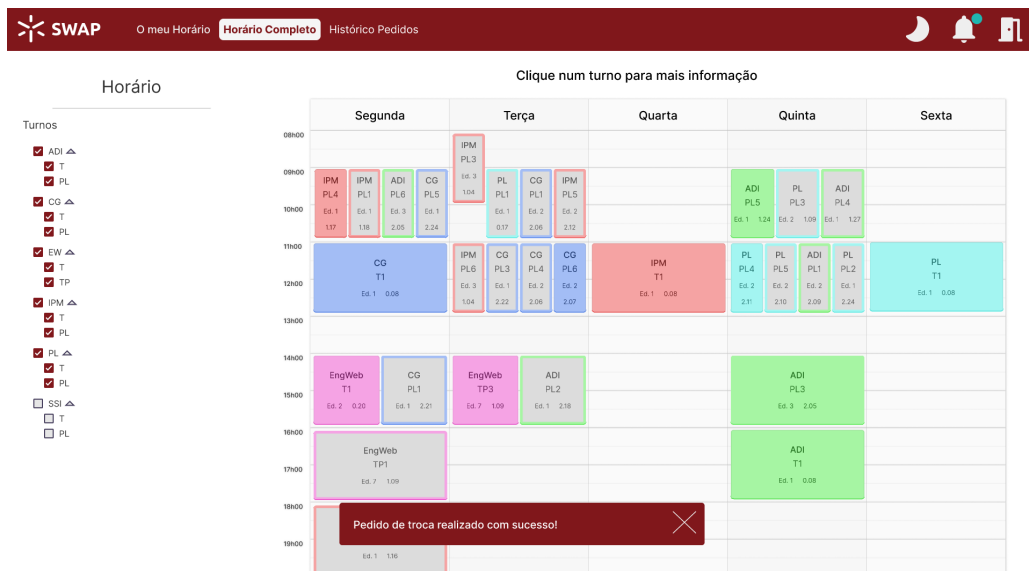 SWAP
O meu Horário
Horário Completo
Histórico Pedidos
Horário
Turnos
ADI
T
PL
CG
T
PL
EW
T
TP
IPM
T
PL
PL
T
PL
SSI
T
PL
Clique num turno para mais informação
Segunda Terça Quarta Quinta Sexta
08h00
09h00
10h00
11h00
12h00
13h00
14h00
15h00
16h00
17h00
18h00
19h00
IPM
PL4
Ed. 1
1.17
IPM
PL1
Ed. 1
1.18
ADI
PL6
Ed. 3
2.05
CG
PL5
Ed. 1
2.24
CG
T1
Ed. 1 0.08
EngWeb
T1
Ed. 2 0.20
CG
PL1
Ed. 1 2.21
EngWeb
TP1
Ed. 7 1.09
Ed. 1 1.16
IPM
PL3
Ed. 3
1.04
PL
PL1
Ed. 1
0.17
CG
PL1
Ed. 2
2.06
IPM
PL5
Ed. 2
2.12
IPM
PL6
Ed. 3
1.04
CG
PL3
Ed. 1
2.22
CG
PL4
Ed. 2
2.06
CG
PL6
Ed. 2
2.07
EngWeb
TP3
Ed. 7 1.09
ADI
PL2
Ed. 1 2.18
IPM
T1
Ed. 1 0.08
ADI
PL5
Ed. 1 1.24
PL
PL3
Ed. 2 1.09
ADI
PL4
Ed. 1 1.27
PL
PL4
Ed. 2
2.11
PL
PL5
Ed. 2
2.10
ADI
PL1
Ed. 2
2.09
PL
PL2
Ed. 1
2.24
ADI
PL3
Ed. 3 2.05
ADI
T1
Ed. 1 0.08
PL
T1
Ed. 1 0.08
Pedido de troca realizado com sucesso!